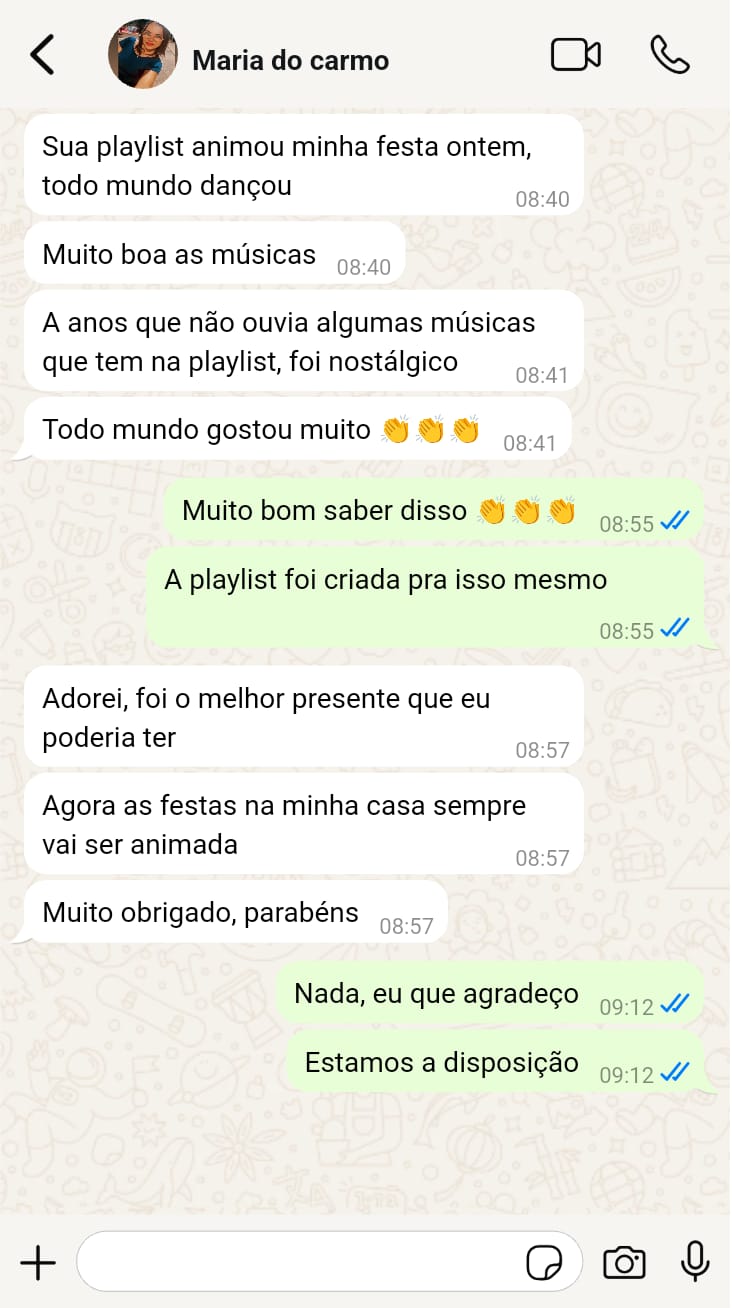 Maria do carmo
Sua playlist animou minha festa ontem,
todo mundo dançou
08:40
Muito boa as músicas
08:40
A anos que não ouvia algumas músicas
que tem na playlist, foi nostálgico
08:41
Todo mundo gostou muito 👏👏👏
08:41
Muito bom saber disso 👏👏👏
08:55
A playlist foi criada pra isso mesmo
08:55
Adorei, foi o melhor presente que eu
poderia ter
08:57
Agora as festas na minha casa sempre
vai ser animada
08:57
Muito obrigado, parabéns
08:57
Nada, eu que agradeço
09:12
Estamos a disposição
09:12